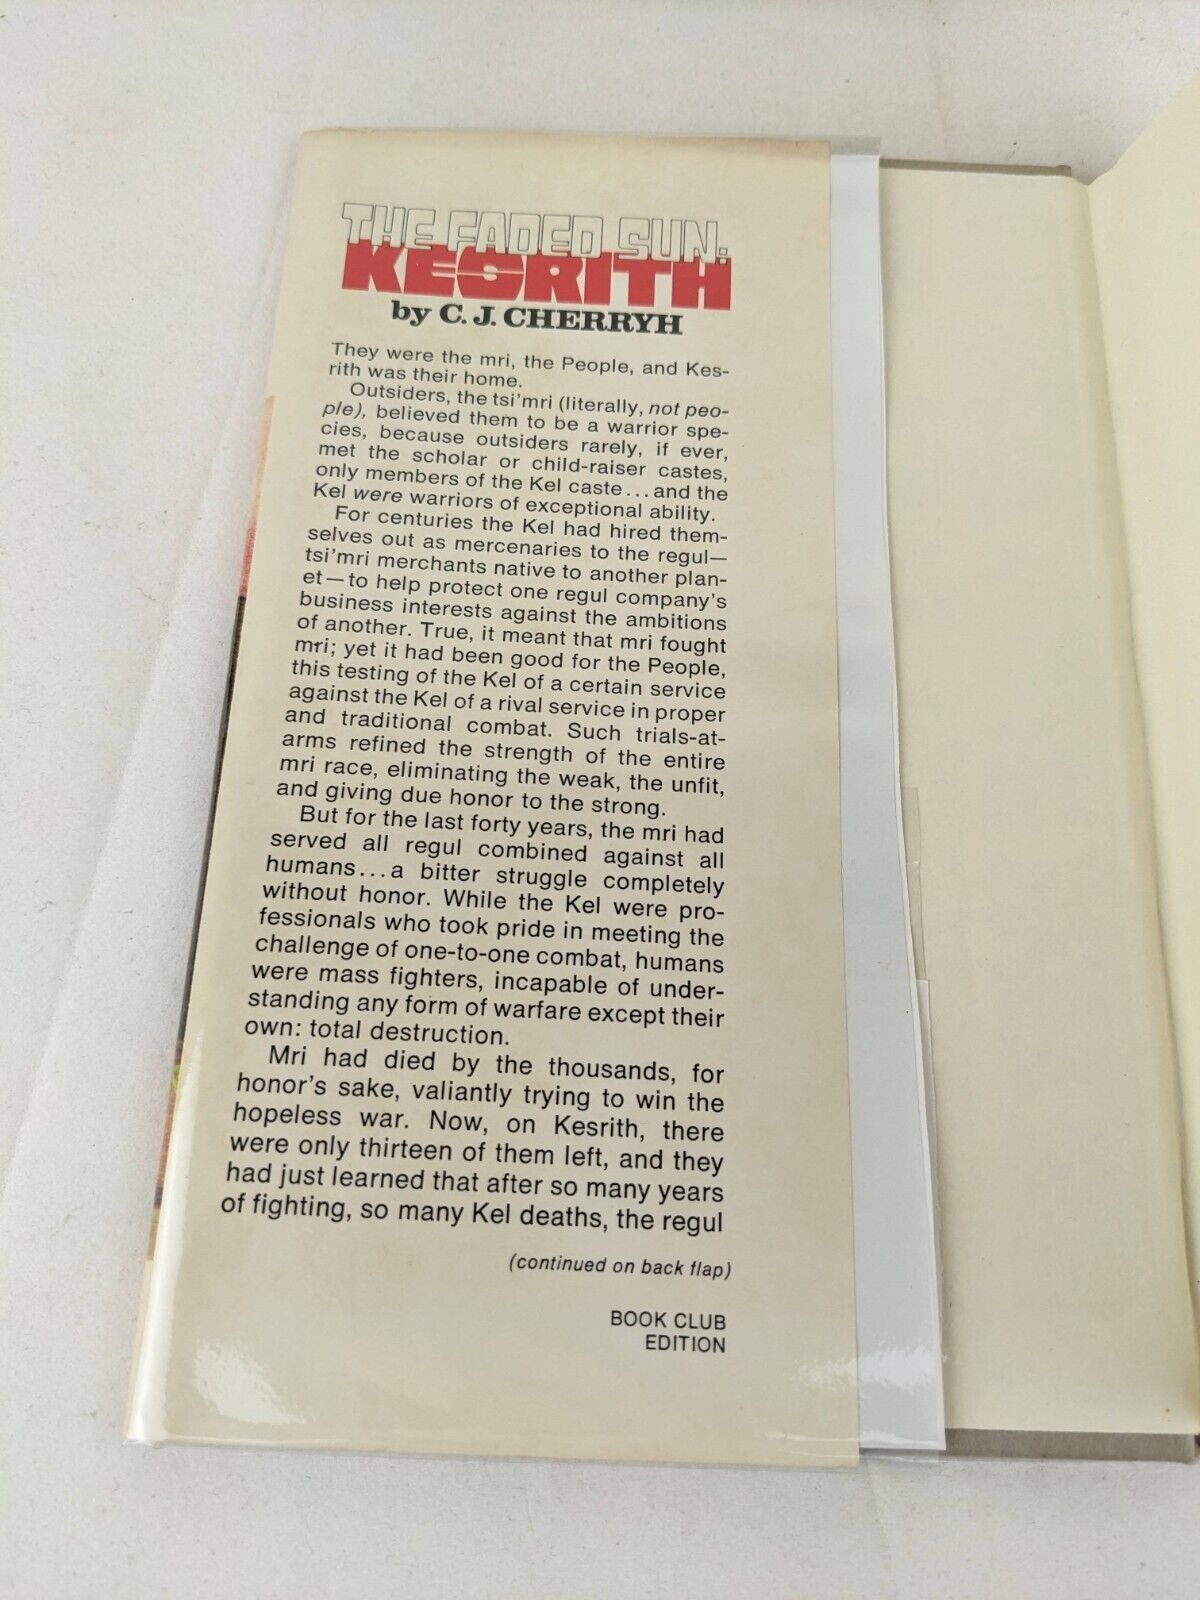 THE FADED SUN:
KESRITH
by C. J. CHERRYH
They were the mri, the People, and Kes-
rith was their home.
Outsiders, the tsi'mri (literally, not peo-
ple), believed them to be a warrior spe-
cies, because outsiders rarely, if ever,
met the scholar or child-raiser castes,
only members of the Kel caste...and the
Kel were warriors of exceptional ability.
For centuries the Kel had hired them-
selves out as mercenaries to the regul—
tsi'mri merchants native to another plan-
et—to help protect one regul company's
business interests against the ambitions
of another. True, it meant that mri fought
mri; yet it had been good for the People,
this testing of the Kel of a certain service
against the Kel of a rival service in proper
and traditional combat. Such trials-at-
arms refined the strength of the entire
mri race, eliminating the weak, the unfit,
and giving due honor to the strong.
But for the last forty years, the mri had
served all regul combined against all
humans...a bitter struggle completely
without honor. While the Kel were pro-
fessionals who took pride in meeting the
challenge of one-to-one combat, humans
were mass fighters, incapable of under-
standing any form of warfare except their
own: total destruction.
Mri had died by the thousands, for
honor's sake, valiantly trying to win the
hopeless war. Now, on Kesrith, there
were only thirteen of them left, and they
had just learned that after so many years
of fighting, so many Kel deaths, the regul
(continued on back flap)
BOOK CLUB
EDITION